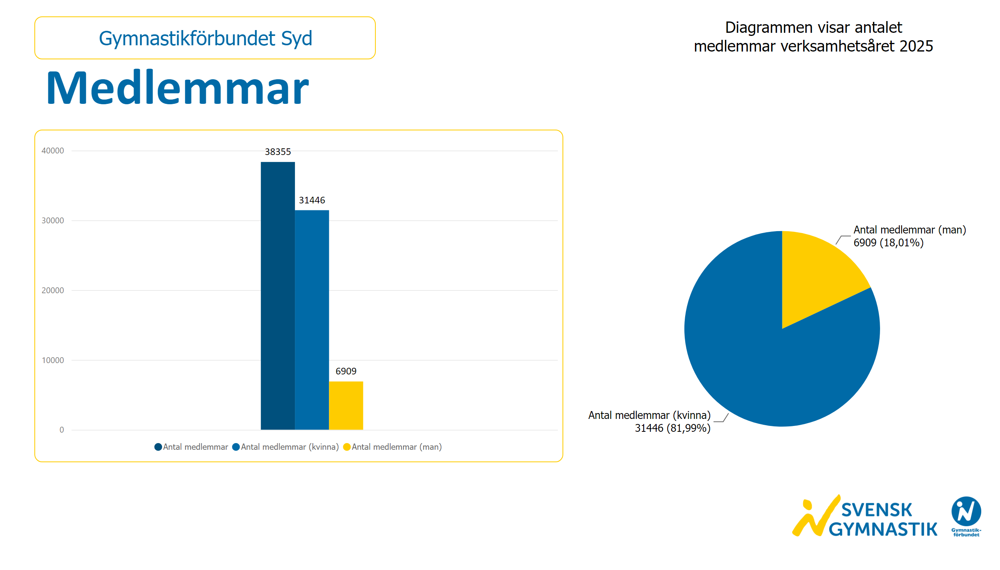 Gymnastikförbundet Syd
Diagrammen visar antalet
medlemmar verksamhetsåret 2025
Medlemmar
40000
30000
20000
10000
0
38355
31446
6909
Antal medlemmar Antal medlemmar (kvinna) Antal medlemmar (man)
Antal medlemmar (man)
6909 (18,01%)
Antal medlemmar (kvinna)
31446 (81,99%)
SVENSK
GYMNASTIK
Gymnastik-
förbundet